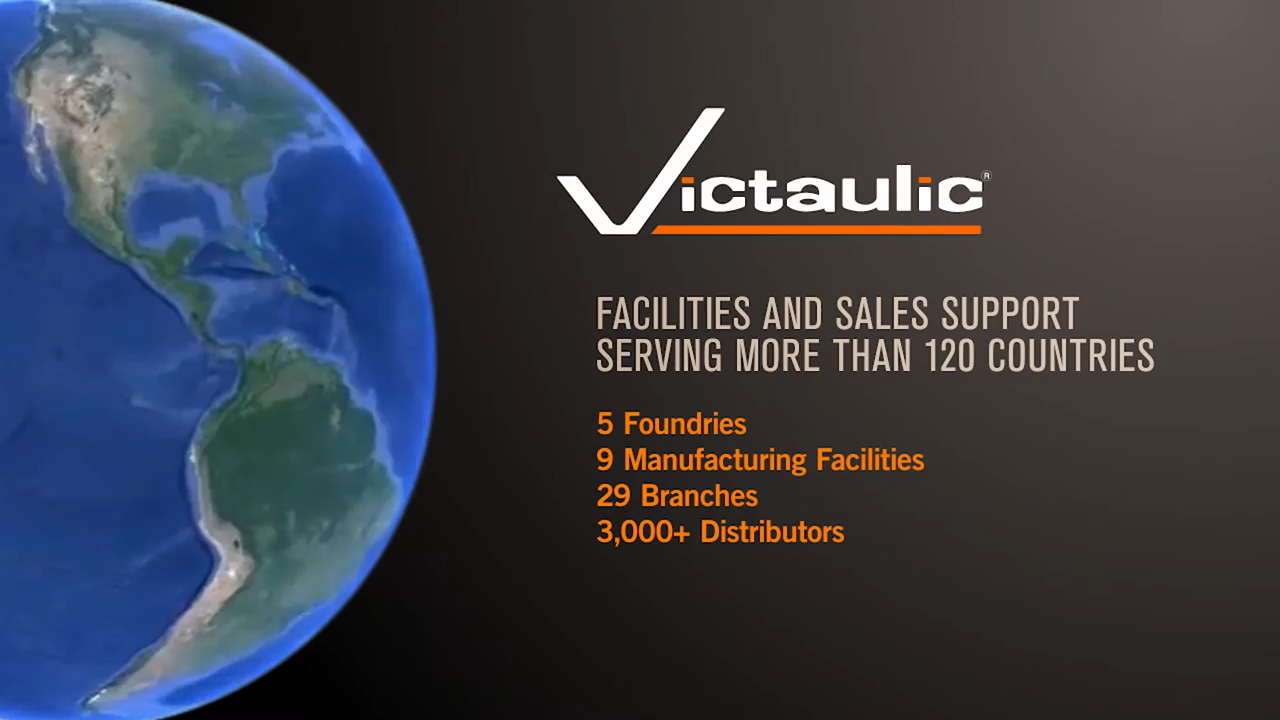 Victaulic®
FACILITIES AND SALES SUPPORT
SERVING MORE THAN 120 COUNTRIES
5 Foundries
9 Manufacturing Facilities
29 Branches
3,000+ Distributors